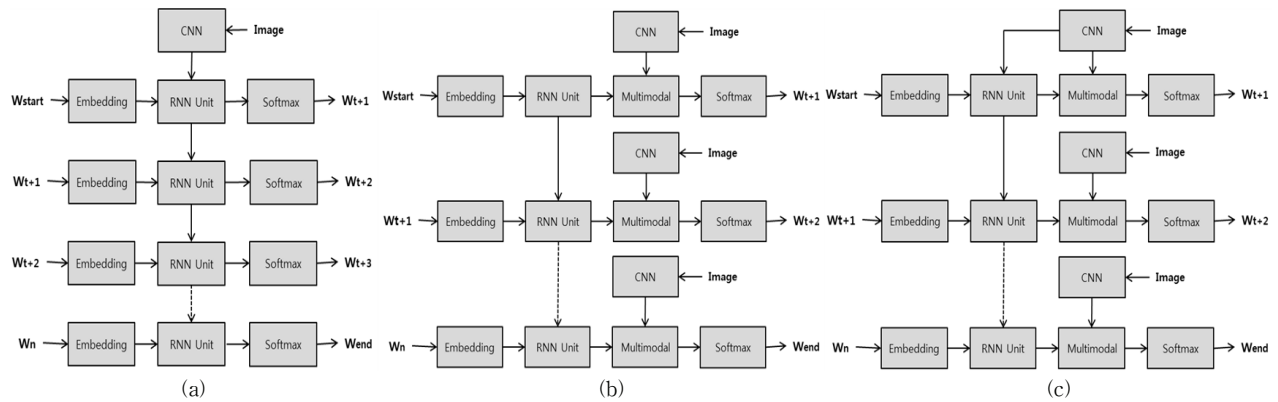 CNN Image
Wstart Embedding RNN Unit Softmax Wt+1
Wt+1 Embedding RNN Unit Softmax Wt+2
Wt+2 Embedding RNN Unit Softmax Wt+3
Wn Embedding RNN Unit Softmax Wend
(a)
CNN Image
Wstart Embedding RNN Unit Multimodal Softmax Wt+1
CNN Image
Wt+1 Embedding RNN Unit Multimodal Softmax Wt+2
CNN Image
Wn Embedding RNN Unit Multimodal Softmax Wend
(b)
CNN Image
Wstart Embedding RNN Unit Multimodal Softmax Wt+1
CNN Image
Wt+1 Embedding RNN Unit Multimodal Softmax Wt+2
CNN Image
Wn Embedding RNN Unit Multimodal Softmax Wend
(c)